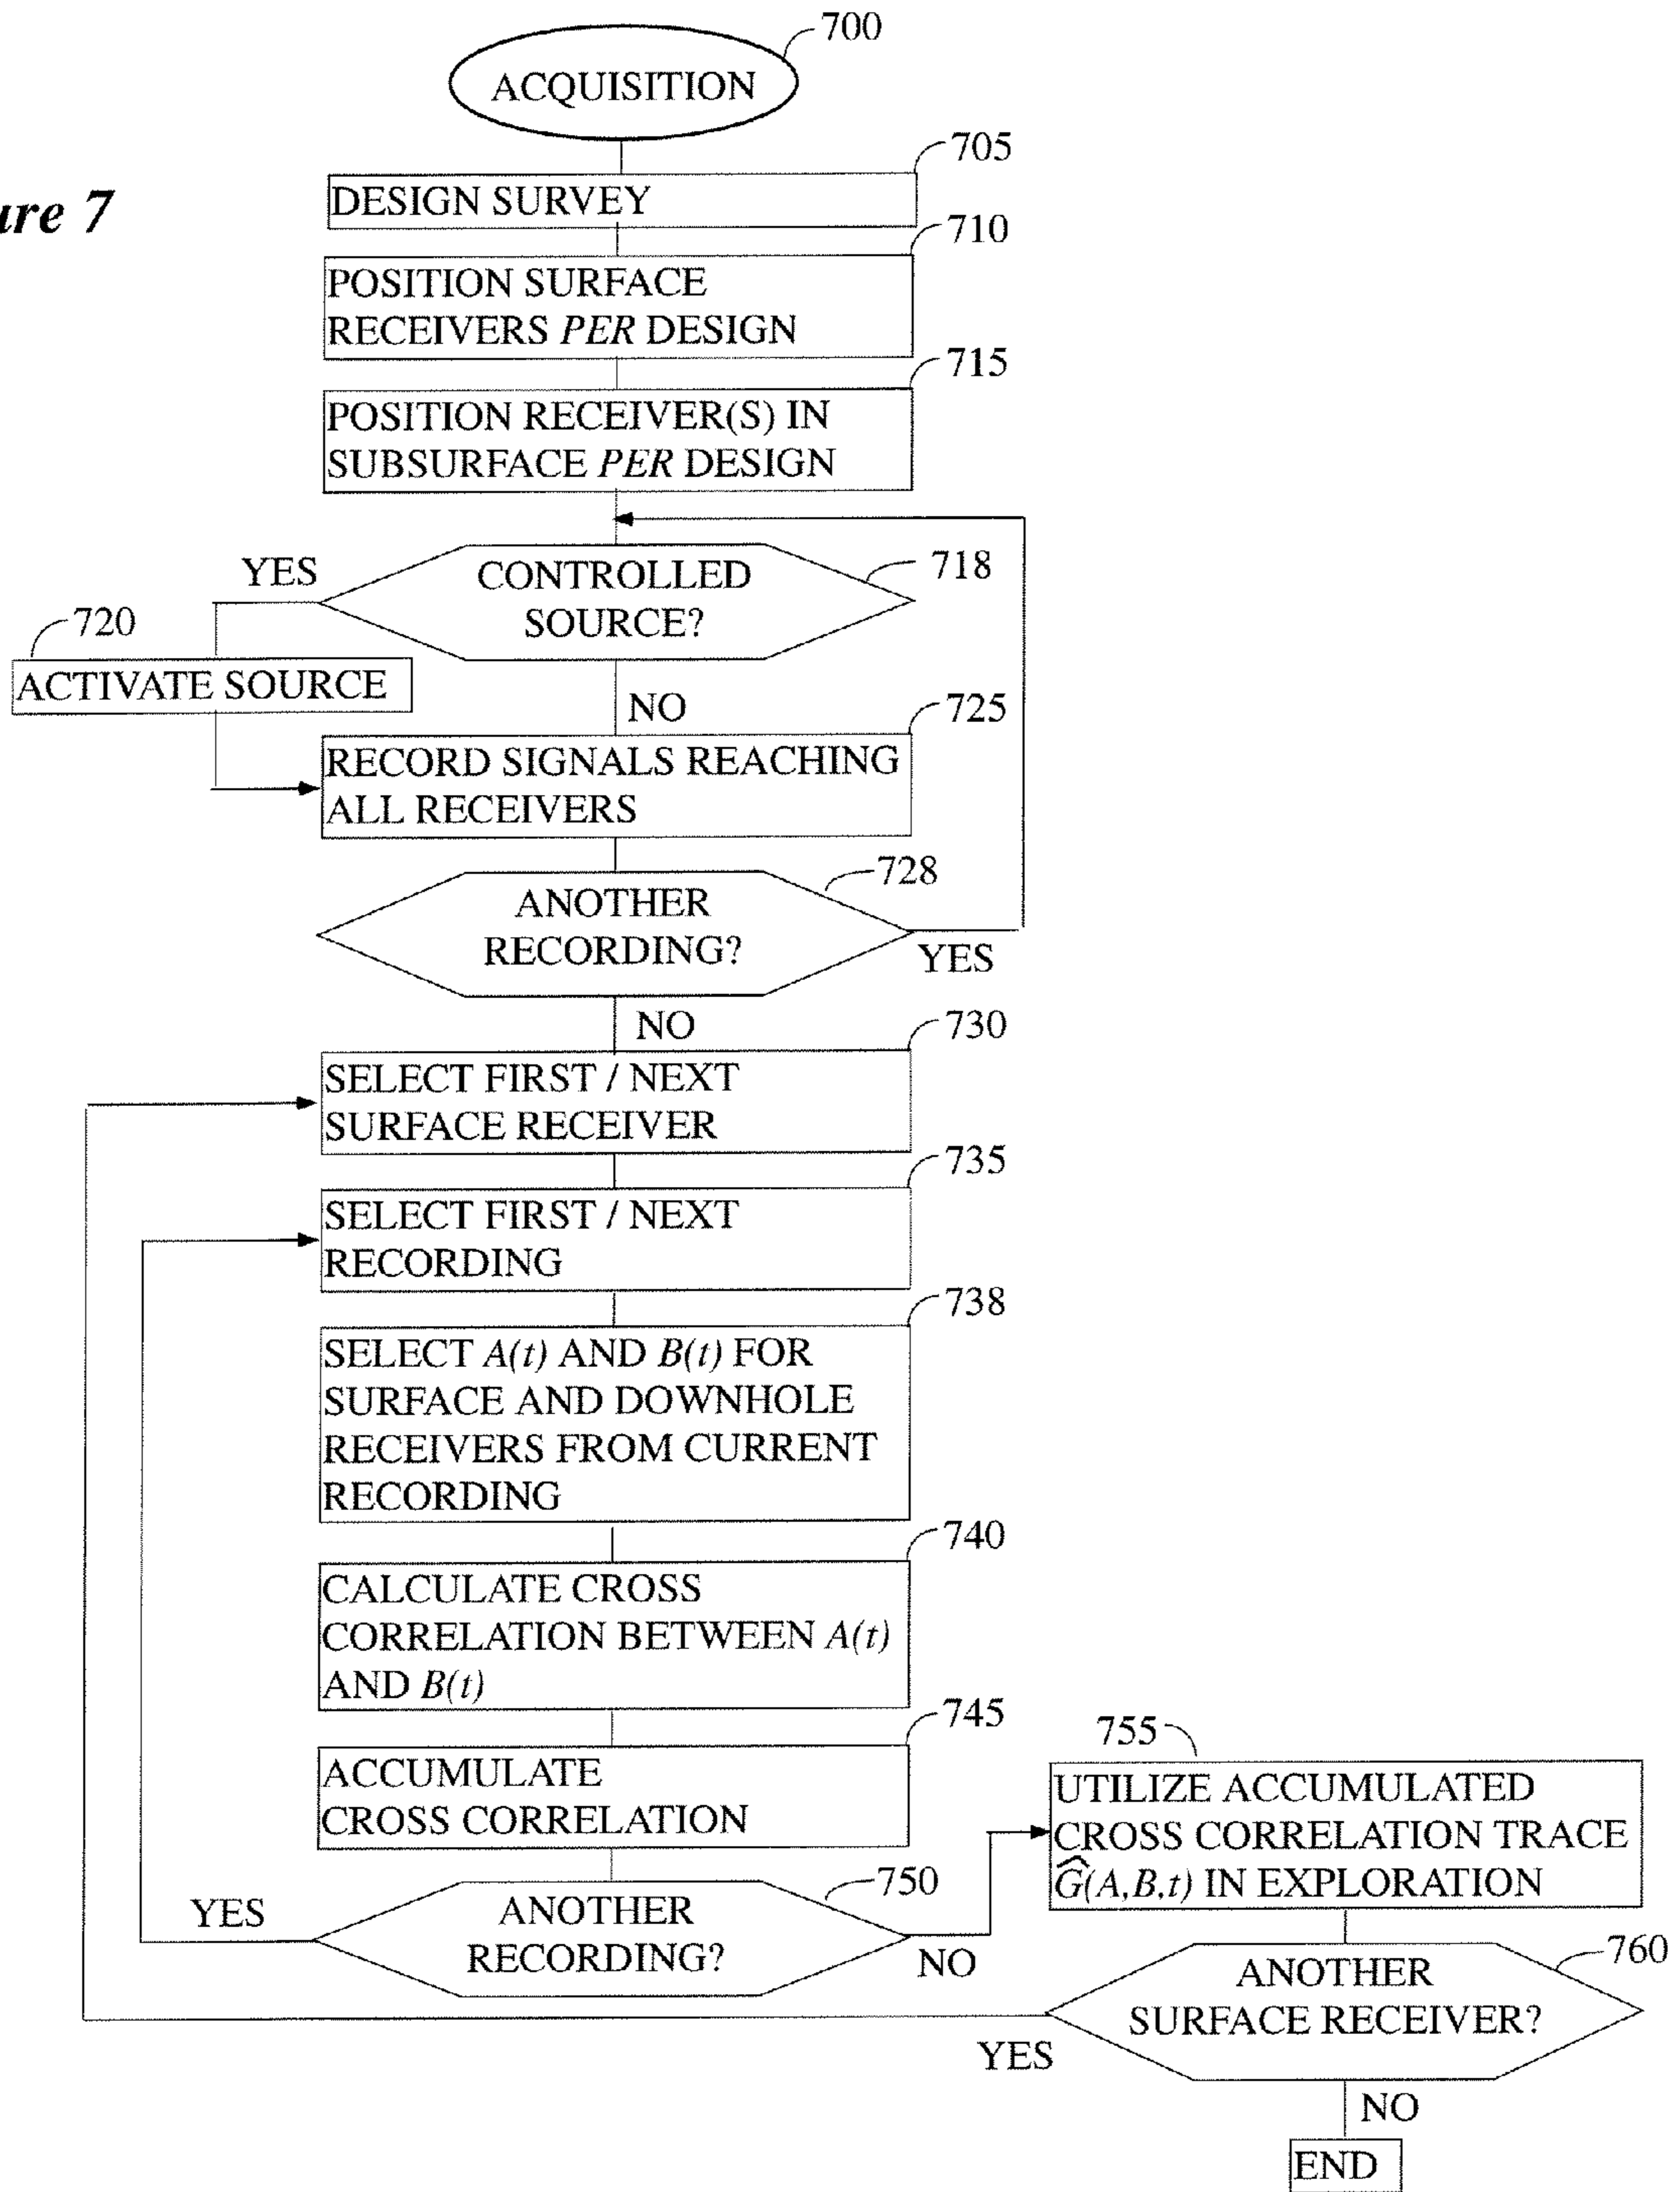 700
ACQUISITION
705
DESIGN SURVEY
ure 7
710
POSITION SURFACE
RECEIVERS PER DESIGN
715
POSITION RECEIVER(S) IN
SUBSURFACE PER DESIGN
YES
CONTROLLED
SOURCE?
718
720
ACTIVATE SOURCE
NO
725
RECORD SIGNALS REACHING
ALL RECEIVERS
728
ANOTHER
RECORDING?
YES
NO
730
SELECT FIRST / NEXT
SURFACE RECEIVER
735
SELECT FIRST / NEXT
RECORDING
738
SELECT A(t) AND B(t) FOR
SURFACE AND DOWNHOLE
RECEIVERS FROM CURRENT
RECORDING
740
CALCULATE CROSS
CORRELATION BETWEEN A(t)
AND B(t)
745
ACCUMULATE
CROSS CORRELATION
750
YES
ANOTHER
RECORDING?
NO
755
UTILIZE ACCUMULATED
CROSS CORRELATION TRACE
Ĝ(A,B,t) IN EXPLORATION
760
ANOTHER
SURFACE RECEIVER?
YES
NO
END